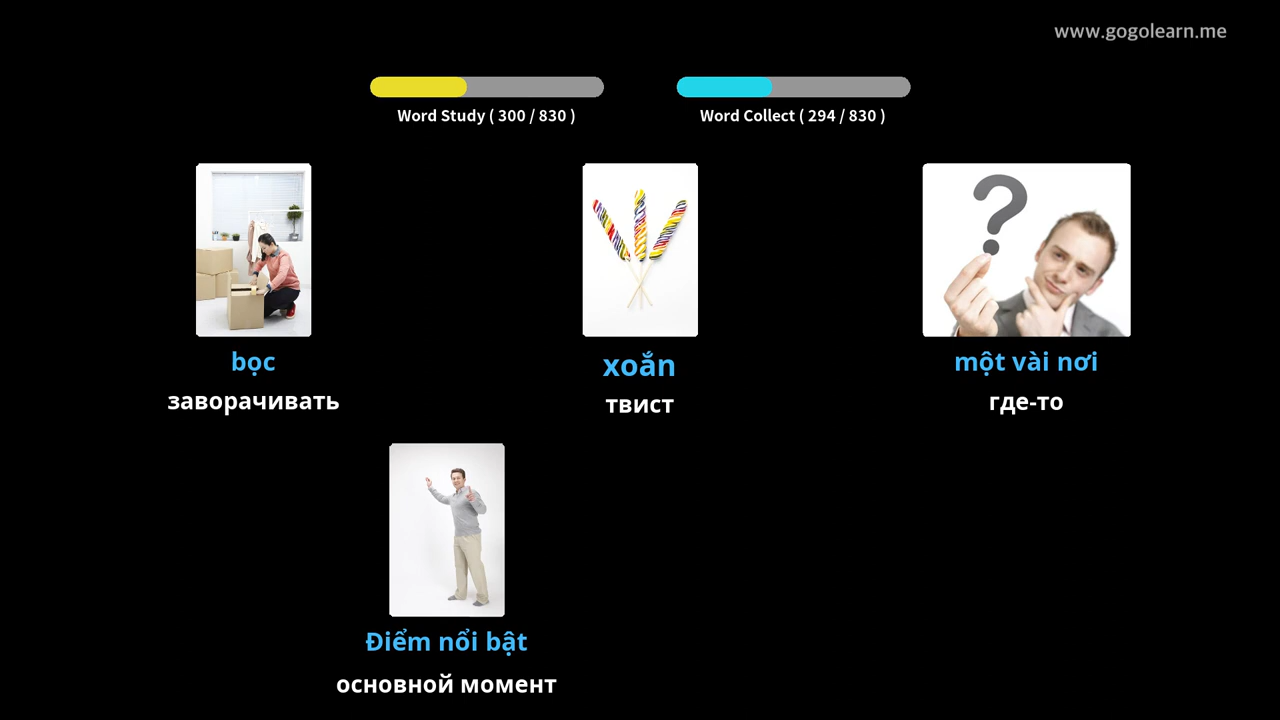 www.gogolearn.me
Word Study ( 300 / 830 )
Word Collect ( 294 / 830 )
bọc
xoắn
một vài nơi
заворачивать
твист
где-то
Điểm nổi bật
основной момент